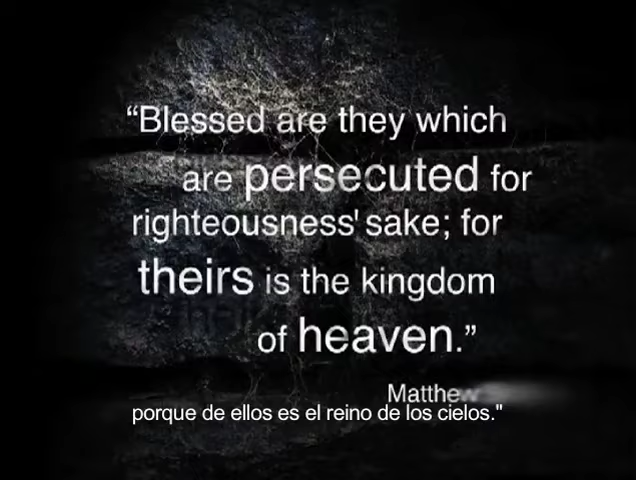 “Blessed are they which
are persecuted for
righteousness' sake; for
theirs is the kingdom
of heaven.”
Matthew
porque de ellos es el reino de los cielos."